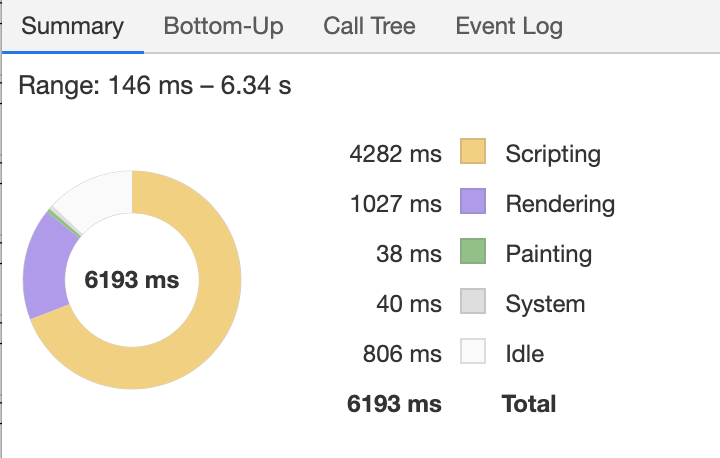 Summary Bottom-Up Call Tree Event Log
Range: 146 ms – 6.34 s
4282 ms Scripting
1027 ms Rendering
38 ms Painting
6193 ms
40 ms System
806 ms Idle
6193 ms Total